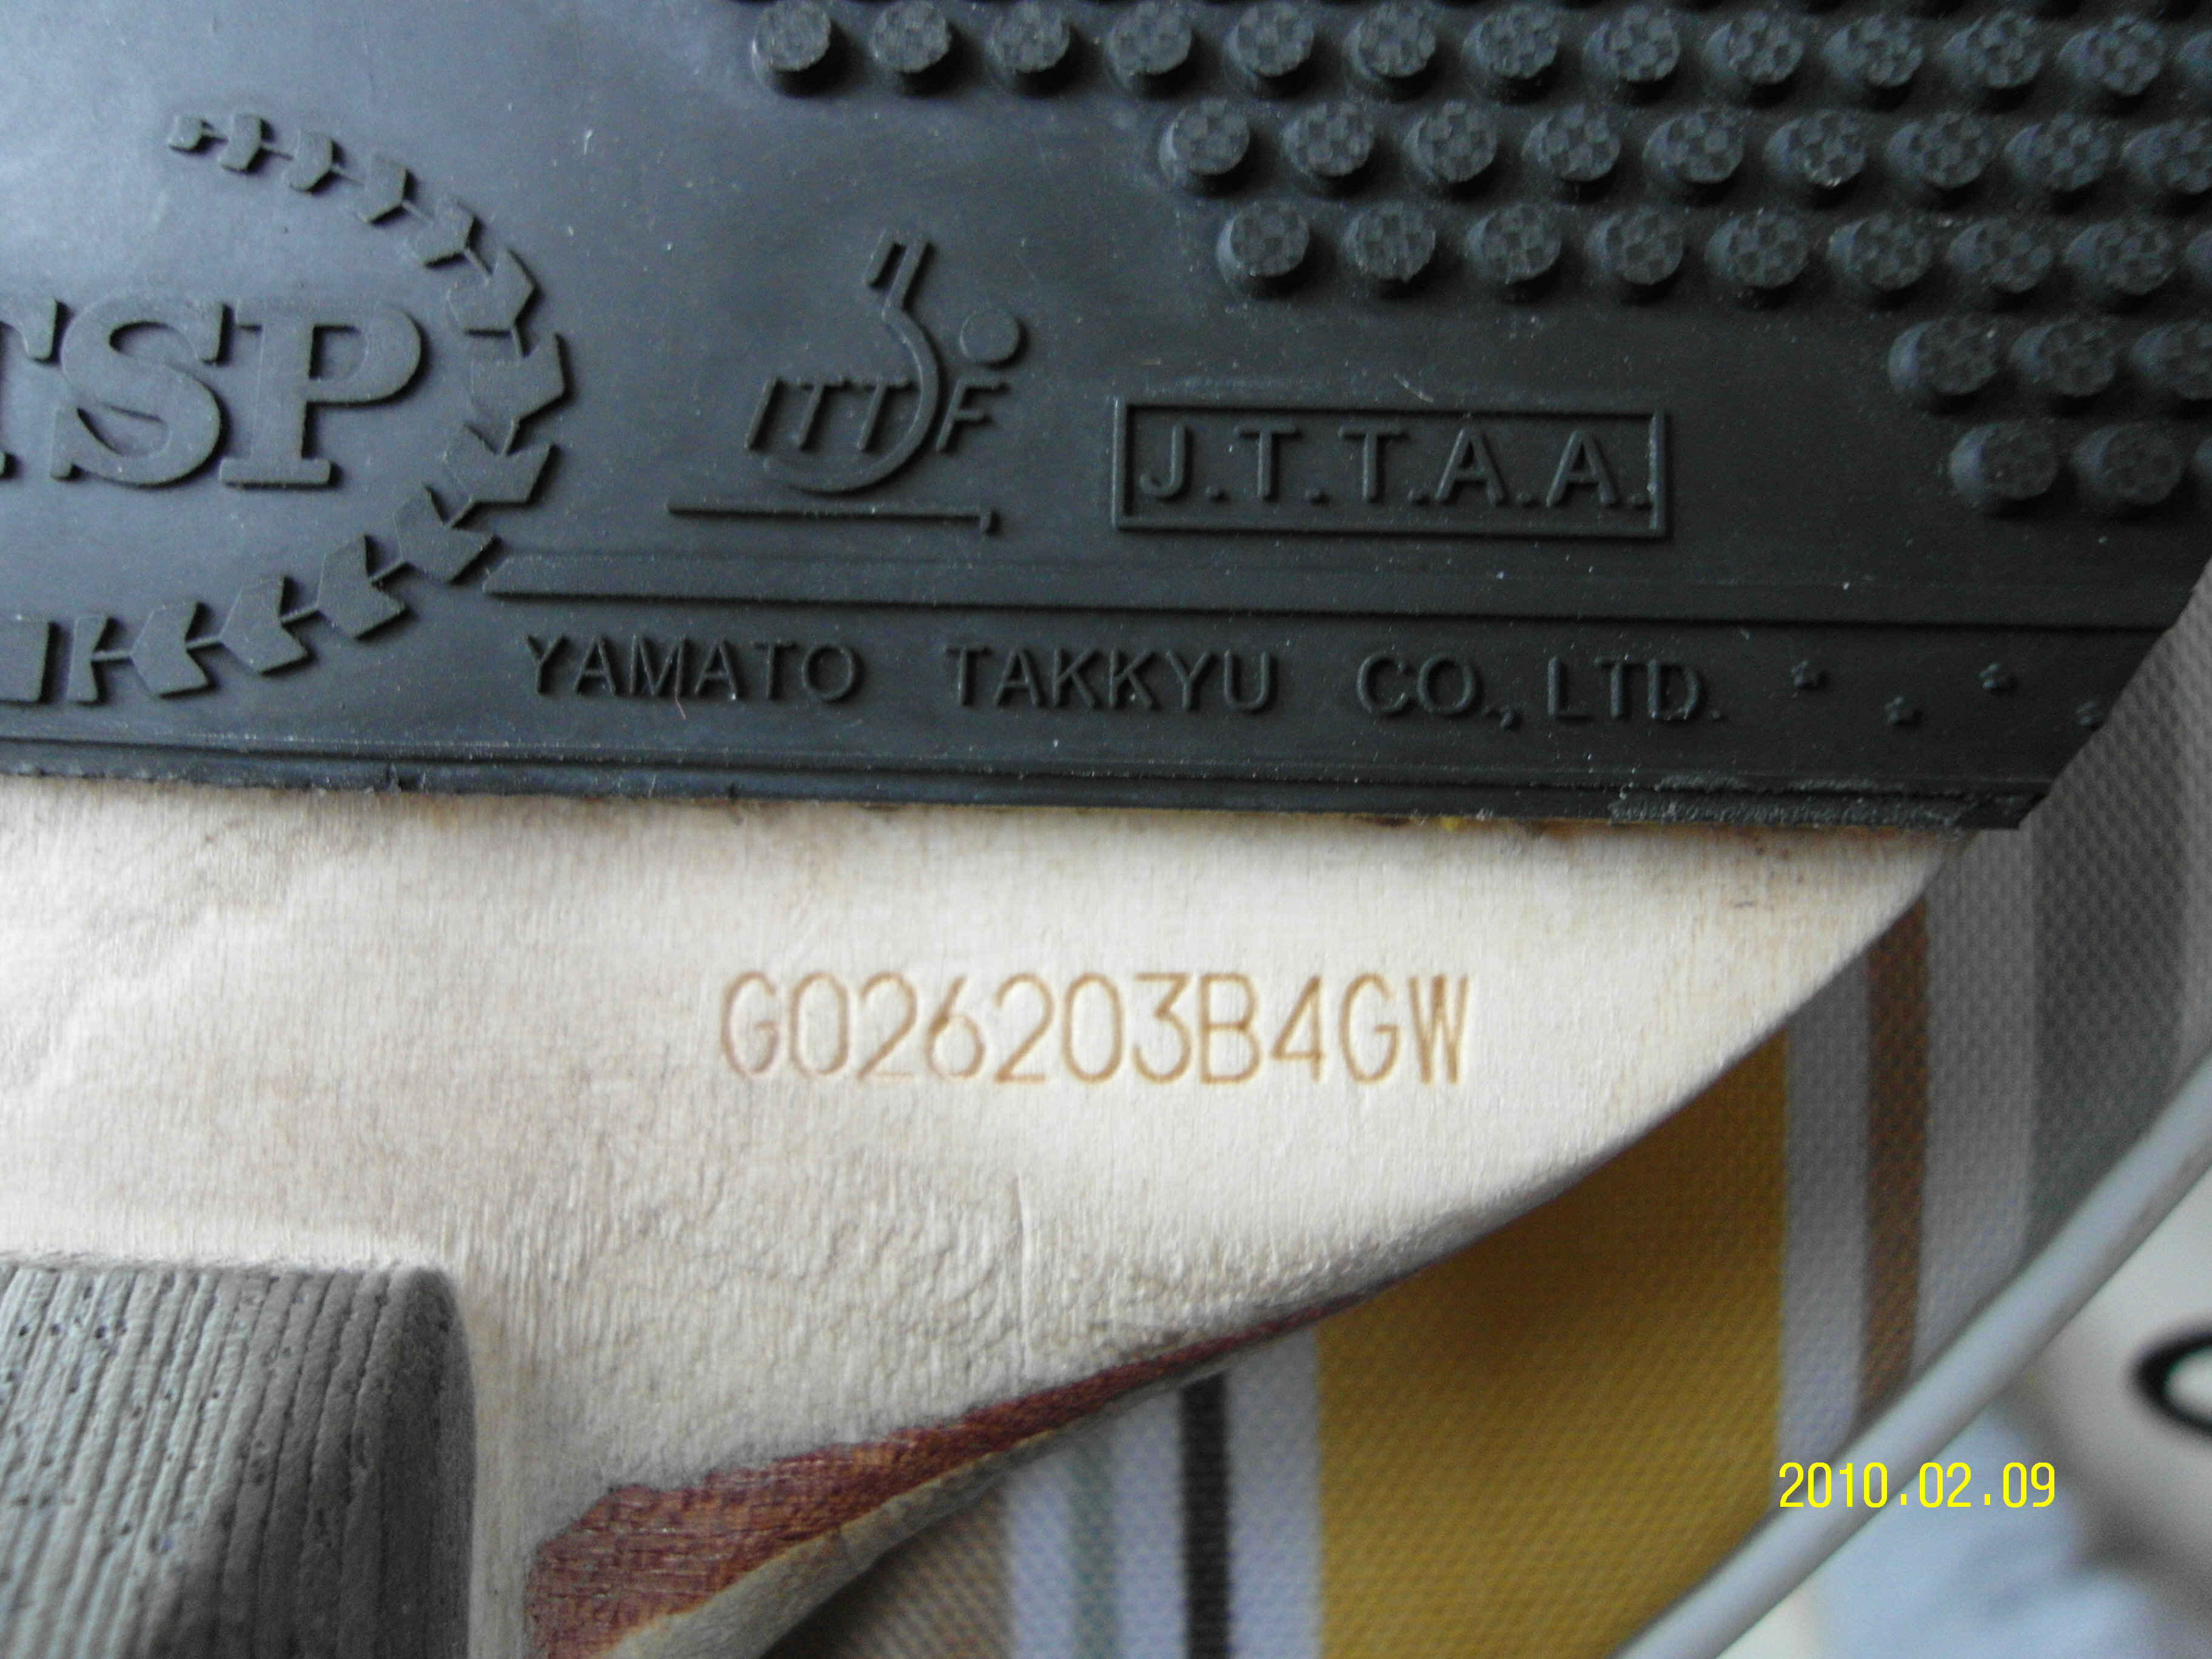 TSP
ITTF
J.T.T.A.A.
YAMATO TAKKYU CO., LTD.
G026203B4GW
2010.02.09